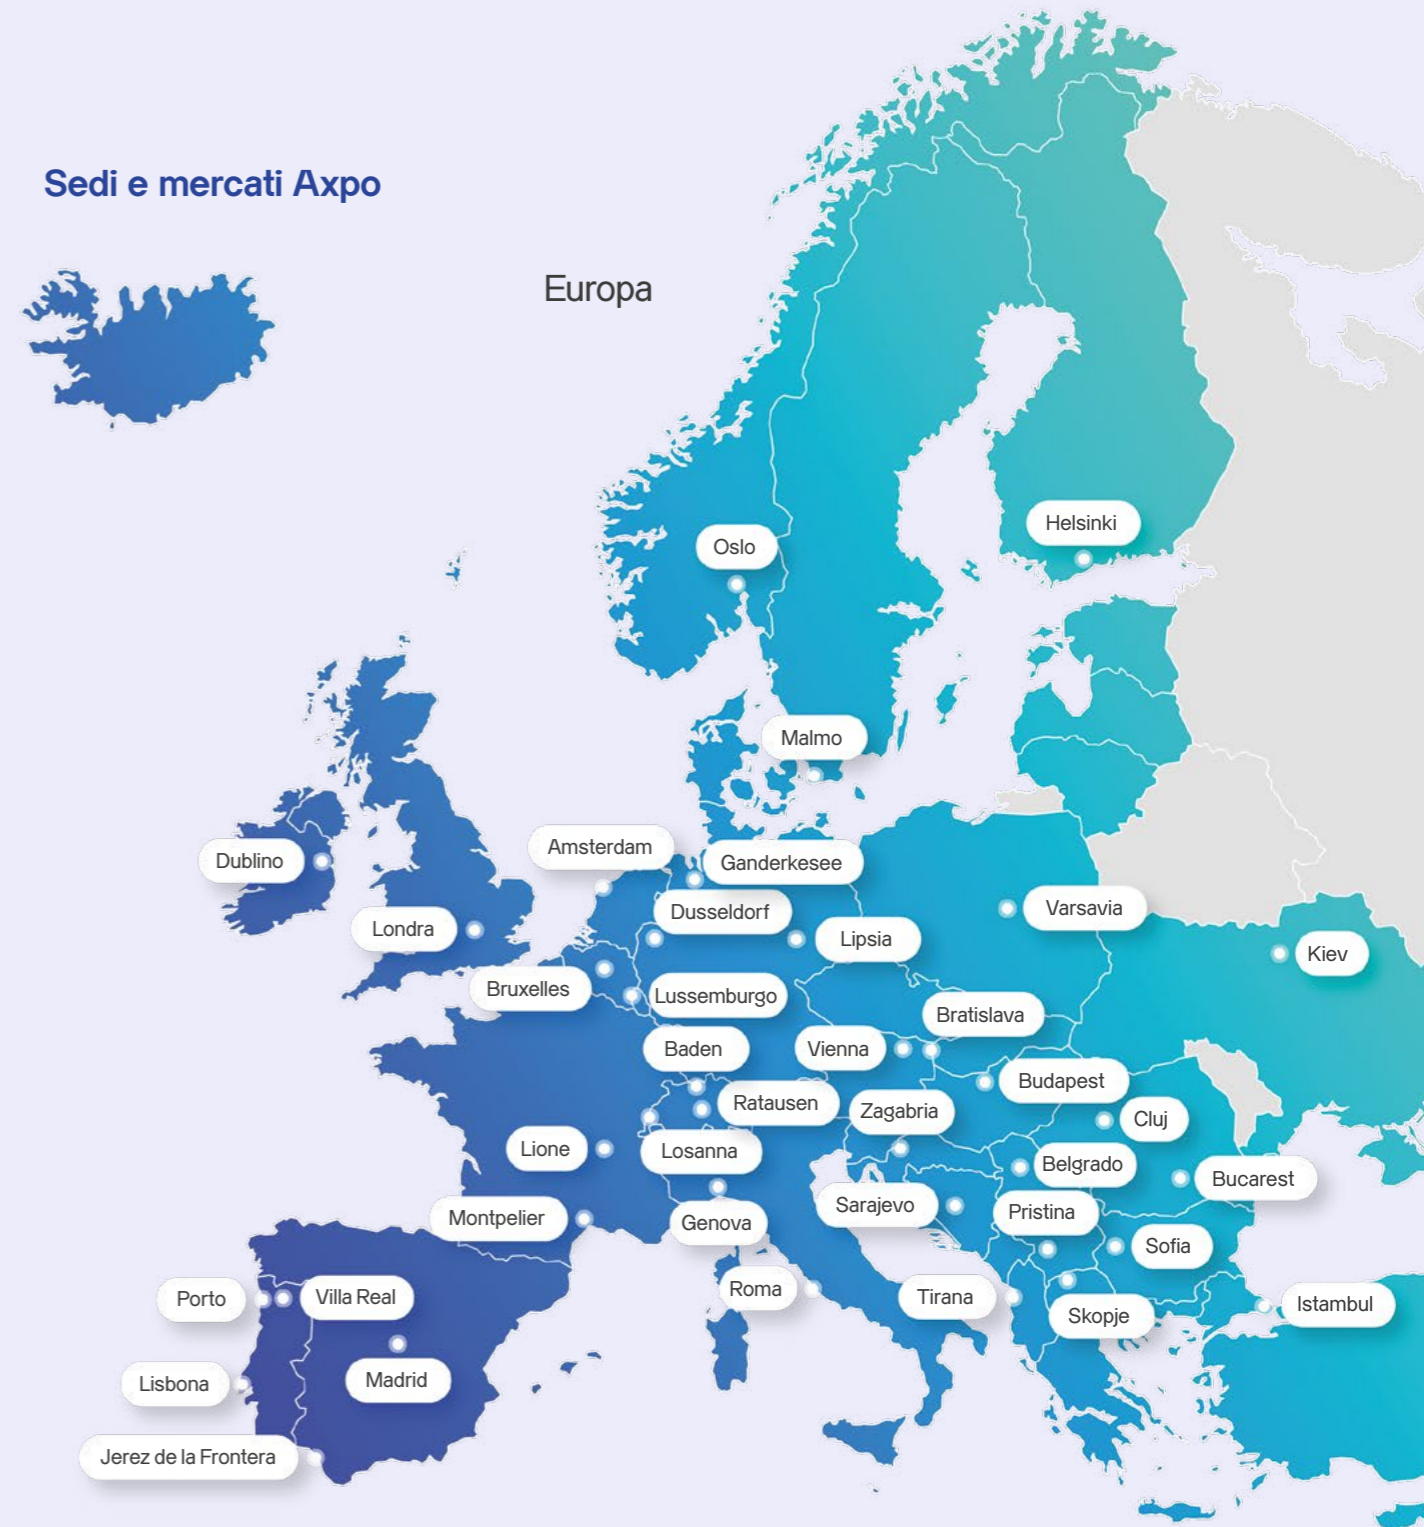 Sedi e mercati Axpo
Europa
Helsinki
Oslo
Malmo
Amsterdam
Dublino
Ganderkesee
Dusseldorf
Varsavia
Londra
Lipsia
Kiev
Bruxelles
Lussemburgo
Bratislava
Baden
Vienna
Budapest
Ratausen
Zagabria
Cluj
Lione
Losanna
Belgrado
Bucarest
Sarajevo
Pristina
Montpelier
Genova
Sofia
Roma
Tirana
Porto
Villa Real
Istambul
Skopje
Madrid
Lisbona
Jerez de la Frontera